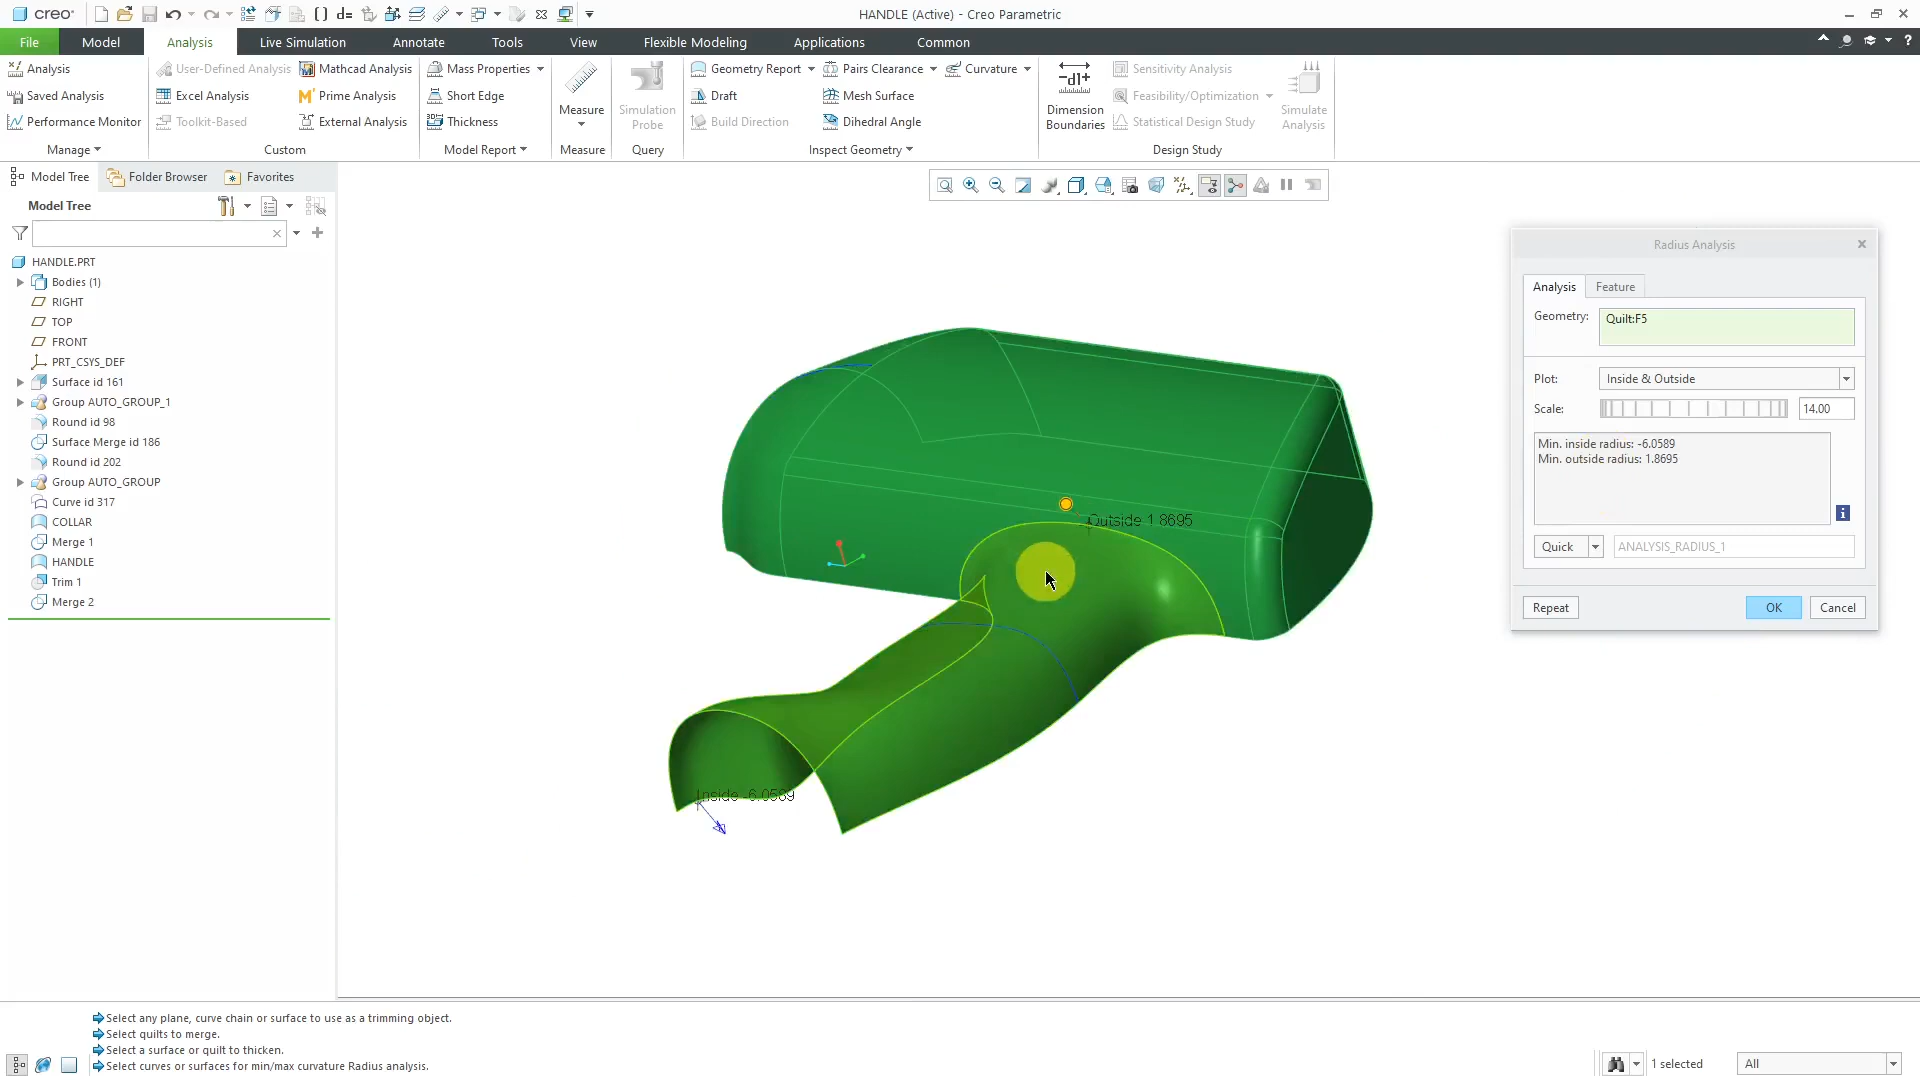 creo
HANDLE (Active) - Creo Parametric
File Model Analysis Live Simulation Annotate Tools View Flexible Modeling Applications Common
Analysis
Saved Analysis
Performance Monitor
Manage
User-Defined Analysis
Excel Analysis
Toolkit-Based
Mathcad Analysis
Prime Analysis
External Analysis
Custom
Mass Properties
Short Edge
Thickness
Model Report
Measure
Measure
Simulation
Probe
Query
Geometry Report
Draft
Build Direction
Pairs Clearance
Mesh Surface
Dihedral Angle
Curvature
Inspect Geometry
Dimension
Boundaries
Sensitivity Analysis
Feasibility/Optimization
Statistical Design Study
Simulate
Analysis
Design Study
Model Tree Folder Browser Favorites
Model Tree
HANDLE.PRT
Bodies (1)
RIGHT
TOP
FRONT
PRT_CSYS_DEF
Surface id 161
Group AUTO_GROUP_1
Round id 98
Surface Merge id 186
Round id 202
Group AUTO_GROUP
Curve id 317
COLLAR
Merge 1
HANDLE
Trim 1
Merge 2
Outside 1.8695
Inside -6.0589
Radius Analysis
Analysis Feature
Geometry: Quilt:F5
Plot: Inside & Outside
Scale: 14.00
Min. inside radius: -6.0589
Min. outside radius: 1.8695
Quick ANALYSIS_RADIUS_1
Repeat OK Cancel
Select any plane, curve chain or surface to use as a trimming object.
Select quilts to merge.
Select a surface or quilt to thicken.
Select curves or surfaces for min/max curvature Radius analysis.
1 selected
All